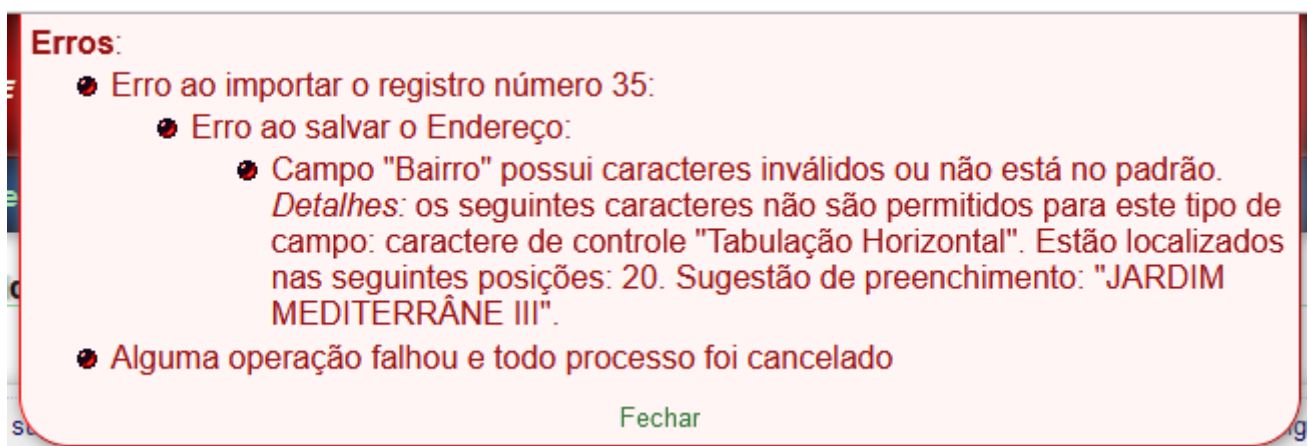 Erros:
Erro ao importar o registro número 35:
Erro ao salvar o Endereço:
Campo "Bairro" possui caracteres inválidos ou não está no padrão.
Detalhes: os seguintes caracteres não são permitidos para este tipo de
campo: caractere de controle "Tabulação Horizontal". Estão localizados
nas seguintes posições: 20. Sugestão de preenchimento: "JARDIM
MEDITERRÂNE III".
Alguma operação falhou e todo processo foi cancelado
Fechar